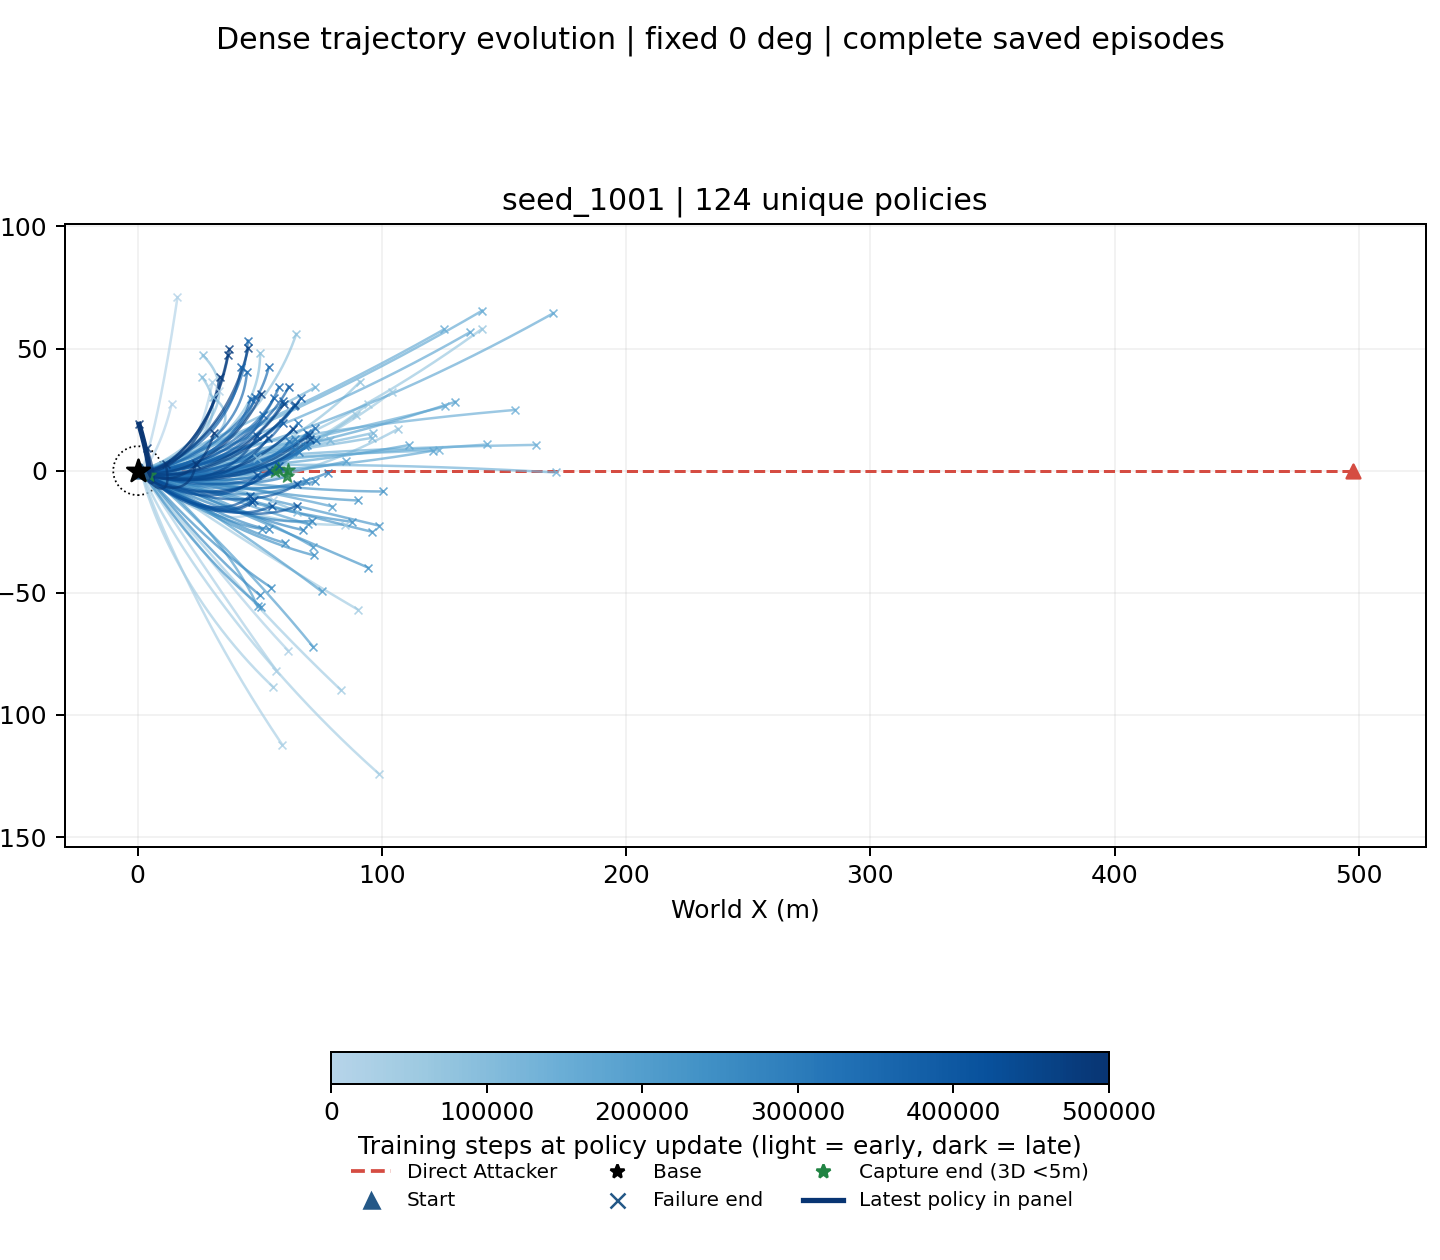 Dense trajectory evolution | fixed 0 deg | complete saved episodes
seed_1001 | 124 unique policies
100
50
0
−50
100
150
0 100 200 300 400 500
World X (m)
0 100000 200000 300000 400000 500000
Training steps at policy update (light = early, dark = late)
Direct Attacker Base Capture end (3D <5m)
Start Failure end Latest policy in panel